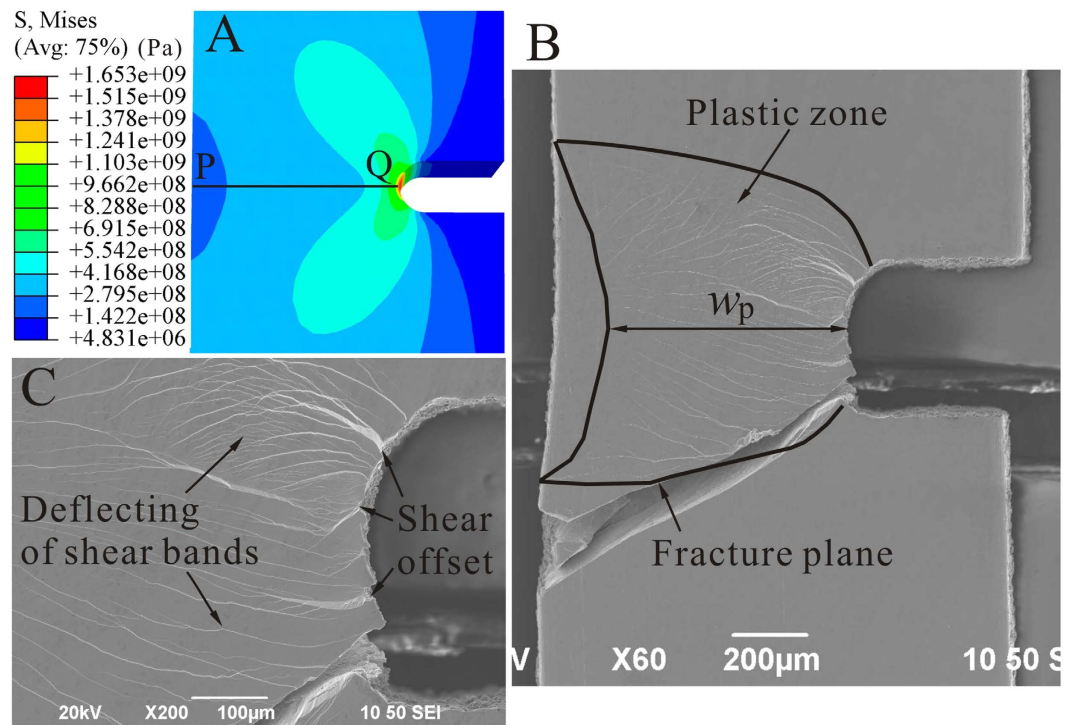 S, Mises
(Avg: 75%) (Pa)
+1.653e+09
+1.515e+09
+1.378e+09
+1.241e+09
+1.103e+09
+9.662e+08
+8.288e+08
+6.915e+08
+5.542e+08
+4.168e+08
+2.795e+08
+1.422e+08
+4.831e+06
A
P
Q
B
Plastic zone
wp
Fracture plane
V X60 200μm 10 50 S
C
Deflecting
of shear bands
Shear
offset
20kV X200 100μm 10 50 SEI